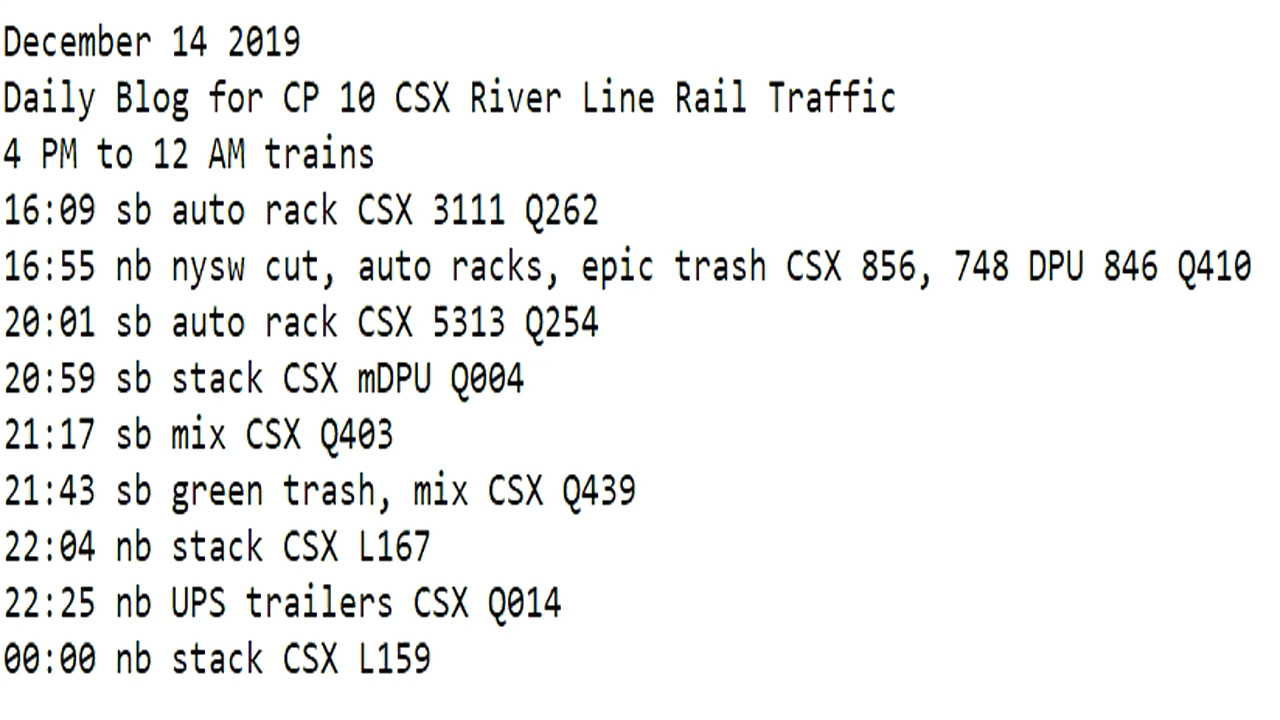 December 14 2019
Daily Blog for CP 10 CSX River Line Rail Traffic
4 PM to 12 AM trains
16:09 sb auto rack CSX 3111 Q262
16:55 nb nysw cut, auto racks, epic trash CSX 856, 748 DPU 846 Q410
20:01 sb auto rack CSX 5313 Q254
20:59 sb stack CSX mDPU Q004
21:17 sb mix CSX Q403
21:43 sb green trash, mix CSX Q439
22:04 nb stack CSX L167
22:25 nb UPS trailers CSX Q014
00:00 nb stack CSX L159